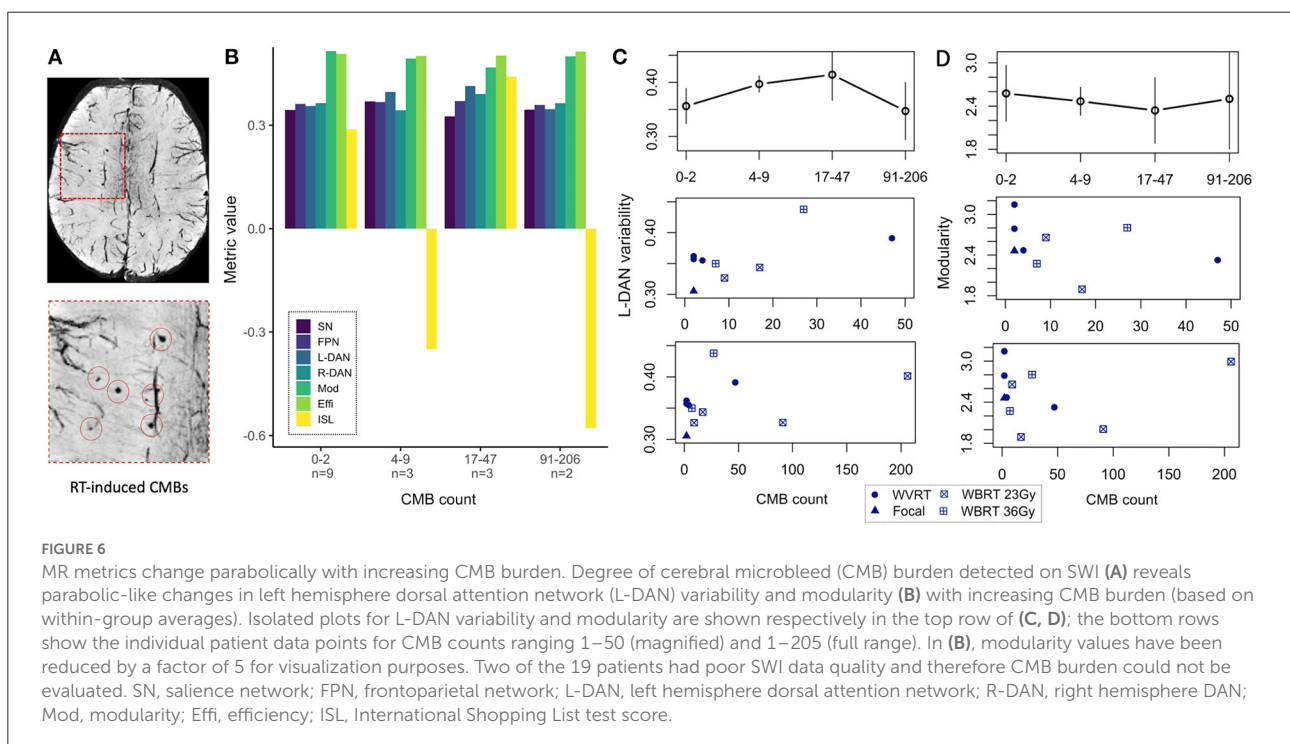 A
RT-induced CMBs
B
Metric value
0.3
0.0
-0.3
-0.6
SN
FPN
L-DAN
R-DAN
Mod
Effi
ISL
0-2 4-9 17-47 91-206
n=9 n=3 n=3 n=2
CMB count
C
L-DAN variability
0.40
0.30
0-2 4-9 17-47 91-206
0.40
0.30
0 10 20 30 40 50
0.40
0.30
0 50 100 150 200
CMB count
D
Modularity
3.0
2.4
1.8
0-2 4-9 17-47 91-206
3.0
2.4
1.8
0 10 20 30 40 50
3.0
2.4
1.8
0 50 100 150 200
CMB count
WVRT WBRT 23Gy
Focal WBRT 36Gy
FIGURE 6
MR metrics change parabolically with increasing CMB burden. Degree of cerebral microbleed (CMB) burden detected on SWI (A) reveals
parabolic-like changes in left hemisphere dorsal attention network (L-DAN) variability and modularity (B) with increasing CMB burden (based on
within-group averages). Isolated plots for L-DAN variability and modularity are shown respectively in the top row of (C, D); the bottom rows
show the individual patient data points for CMB counts ranging 1–50 (magnified) and 1–205 (full range). In (B), modularity values have been
reduced by a factor of 5 for visualization purposes. Two of the 19 patients had poor SWI data quality and therefore CMB burden could not be
evaluated. SN, salience network; FPN, frontoparietal network; L-DAN, left hemisphere dorsal attention network; R-DAN, right hemisphere DAN;
Mod, modularity; Effi, efficiency; ISL, International Shopping List test score.